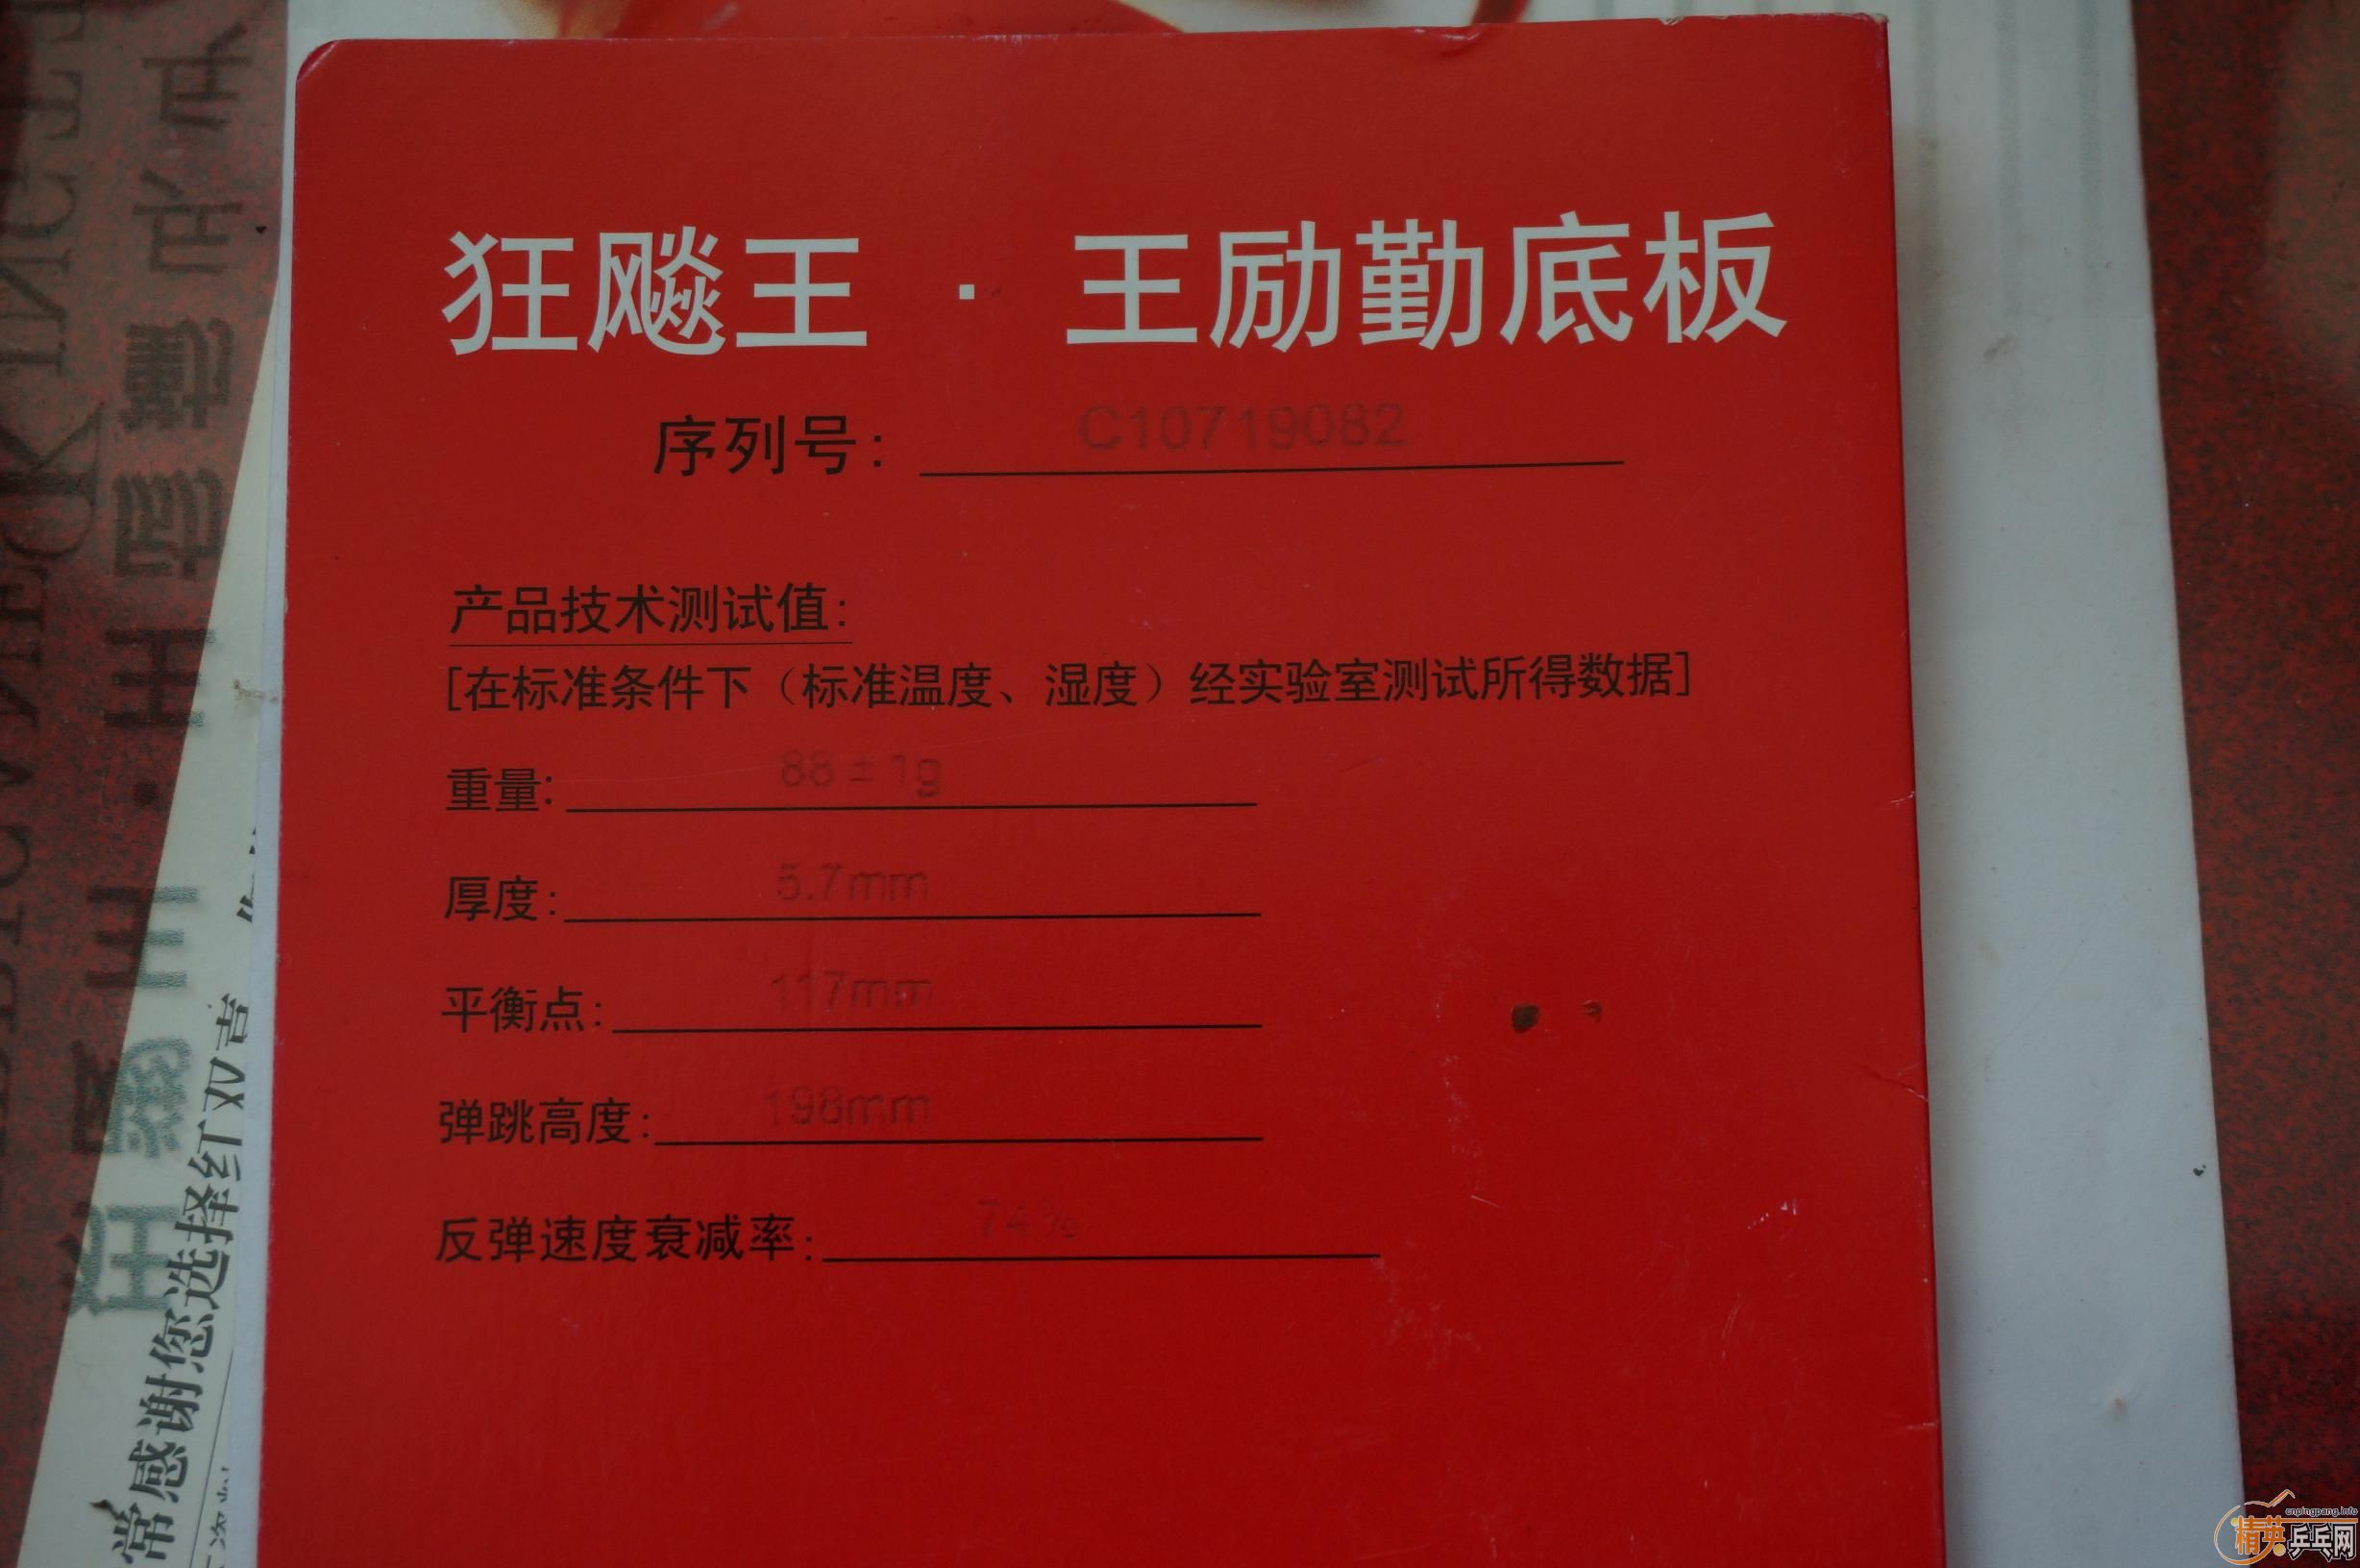 狂飚王 · 王励勤底板
序列号: C10719082
产品技术测试值:
[在标准条件下（标准温度、湿度）经实验室测试所得数据]
重量: 88±1g
厚度: 5.7mm
平衡点: 117mm
弹跳高度: 198mm
反弹速度衰减率: 74%
常感谢您选择红双喜
cnpingpang.info
精英乒乓网